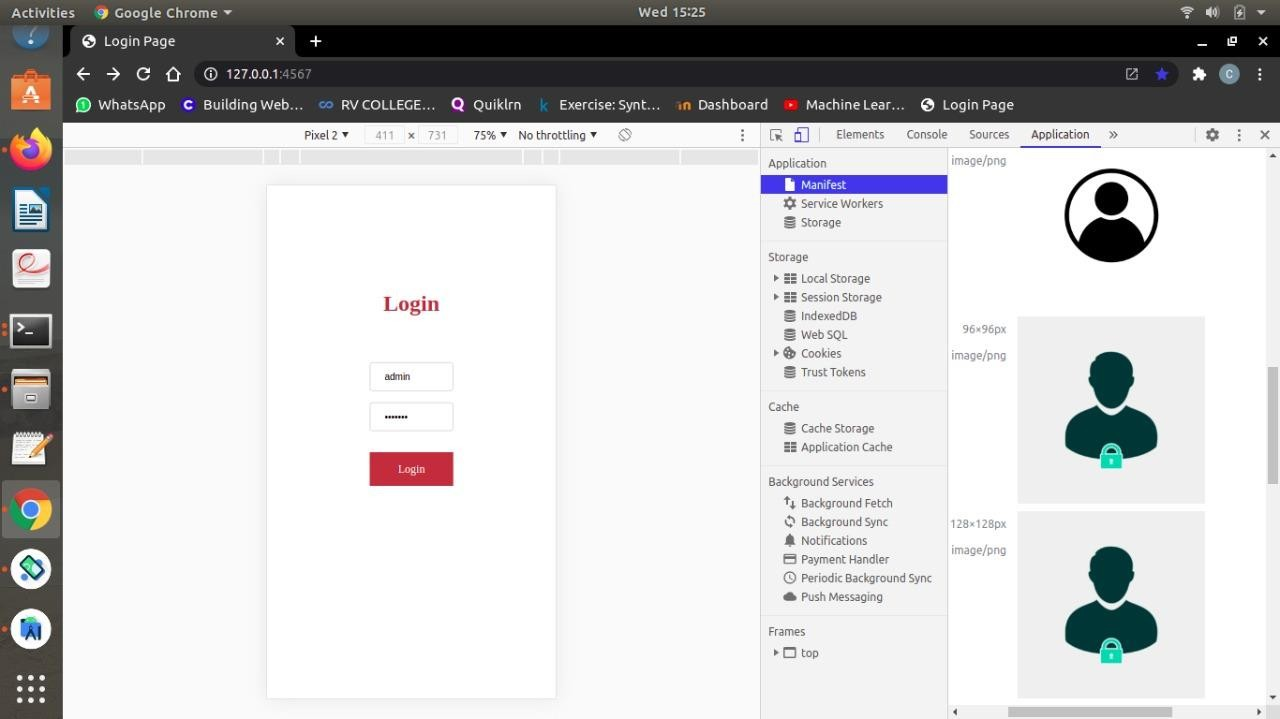 Activities Google Chrome Wed 15:25
Login Page
127.0.0.1:4567 C
WhatsApp Building Web... RV COLLEGE... Quiklrn Exercise: Synt... Dashboard Machine Lear... Login Page
Pixel 2 411 x 731 75% No throttling
Elements Console Sources Application »
Application
Manifest
Service Workers
Storage
Storage
Local Storage
Session Storage
IndexedDB
Web SQL
Cookies
Trust Tokens
Cache
Cache Storage
Application Cache
Background Services
Background Fetch
Background Sync
Notifications
Payment Handler
Periodic Background Sync
Push Messaging
Frames
top
image/png
96×96px
image/png
128×128px
image/png
Login
admin
•••••••
Login